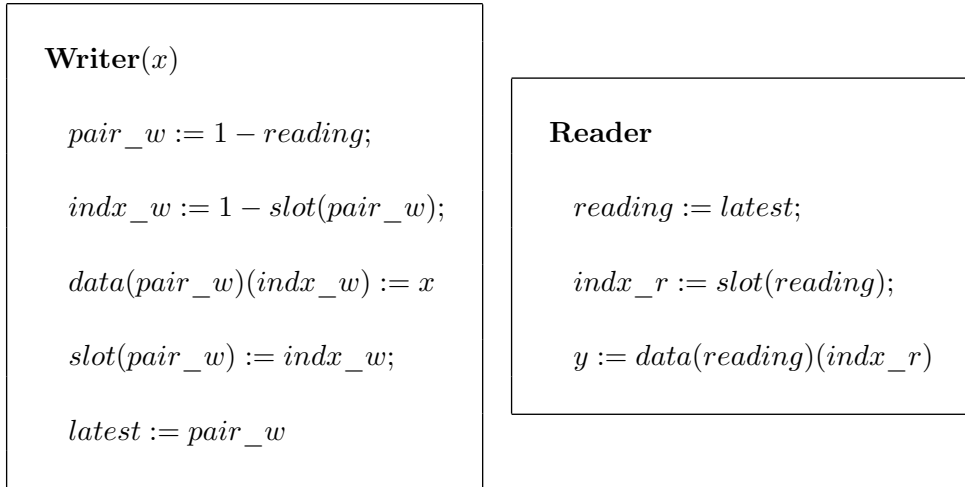 Writer(x)
pair_w := 1 − reading;
indx_w := 1 − slot(pair_w);
data(pair_w)(indx_w) := x
slot(pair_w) := indx_w;
latest := pair_w
Reader
reading := latest;
indx_r := slot(reading);
y := data(reading)(indx_r)